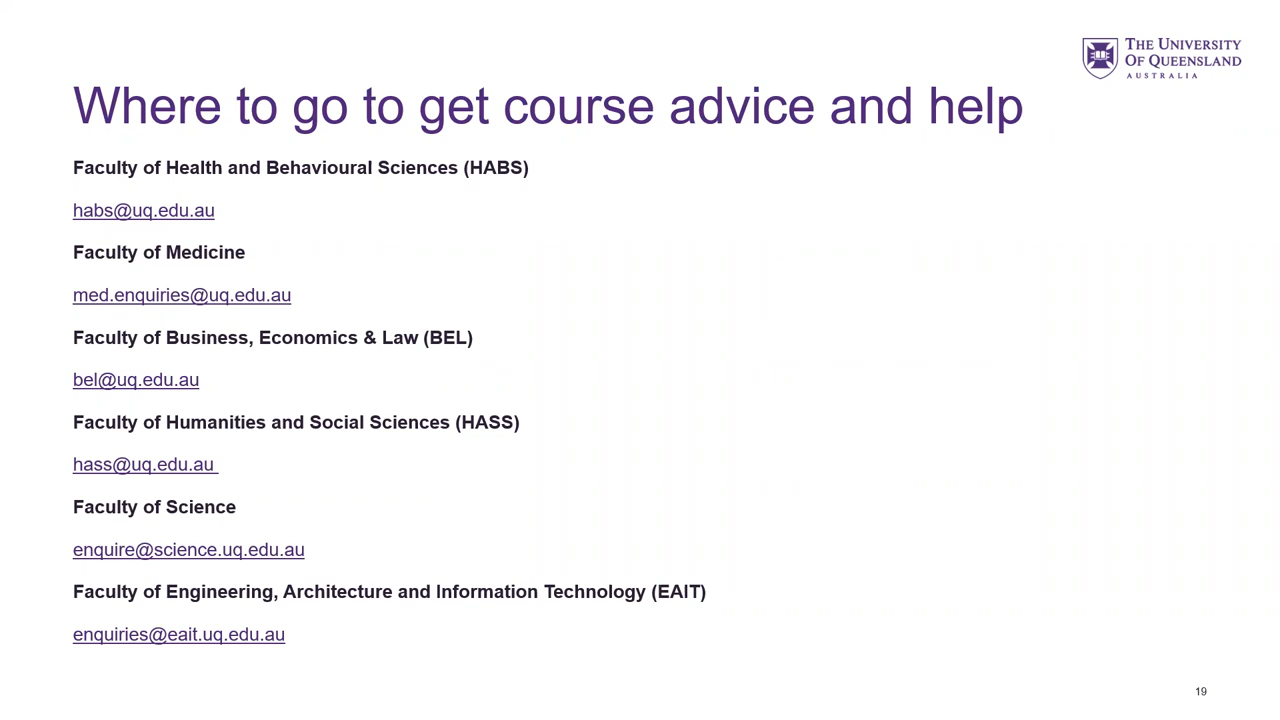 THE UNIVERSITY
OF QUEENSLAND
AUSTRALIA
Where to go to get course advice and help
Faculty of Health and Behavioural Sciences (HABS)
habs@uq.edu.au
Faculty of Medicine
med.enquiries@uq.edu.au
Faculty of Business, Economics & Law (BEL)
bel@uq.edu.au
Faculty of Humanities and Social Sciences (HASS)
hass@uq.edu.au
Faculty of Science
enquire@science.uq.edu.au
Faculty of Engineering, Architecture and Information Technology (EAIT)
enquiries@eait.uq.edu.au
19